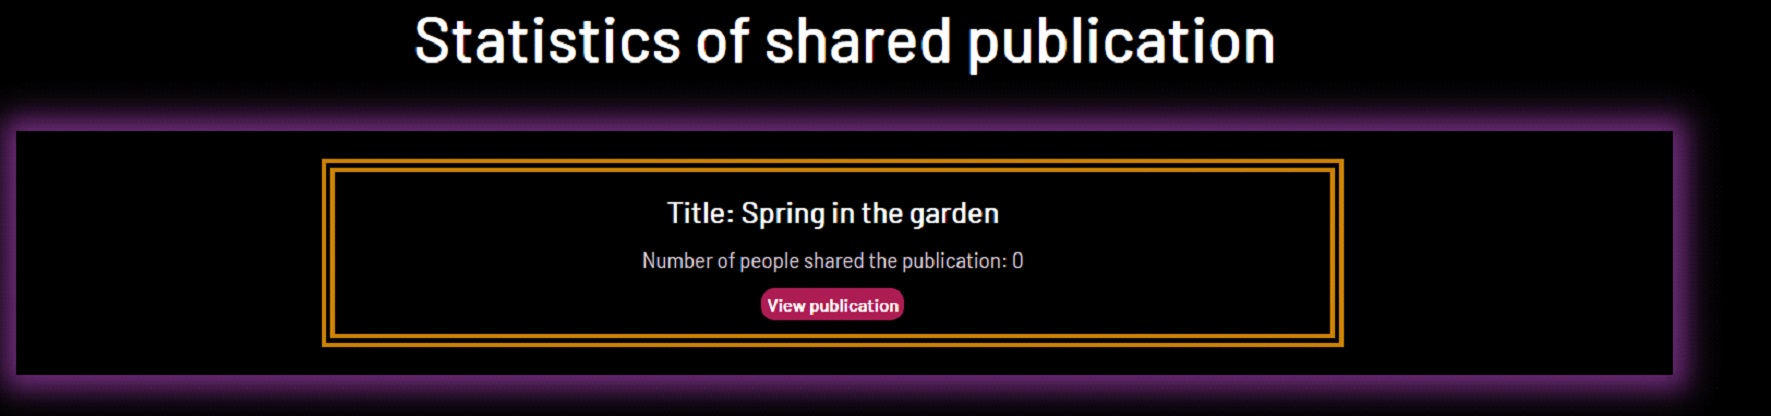 Statistics of shared publication
Title: Spring in the garden
Number of people shared the publication: 0
View publication